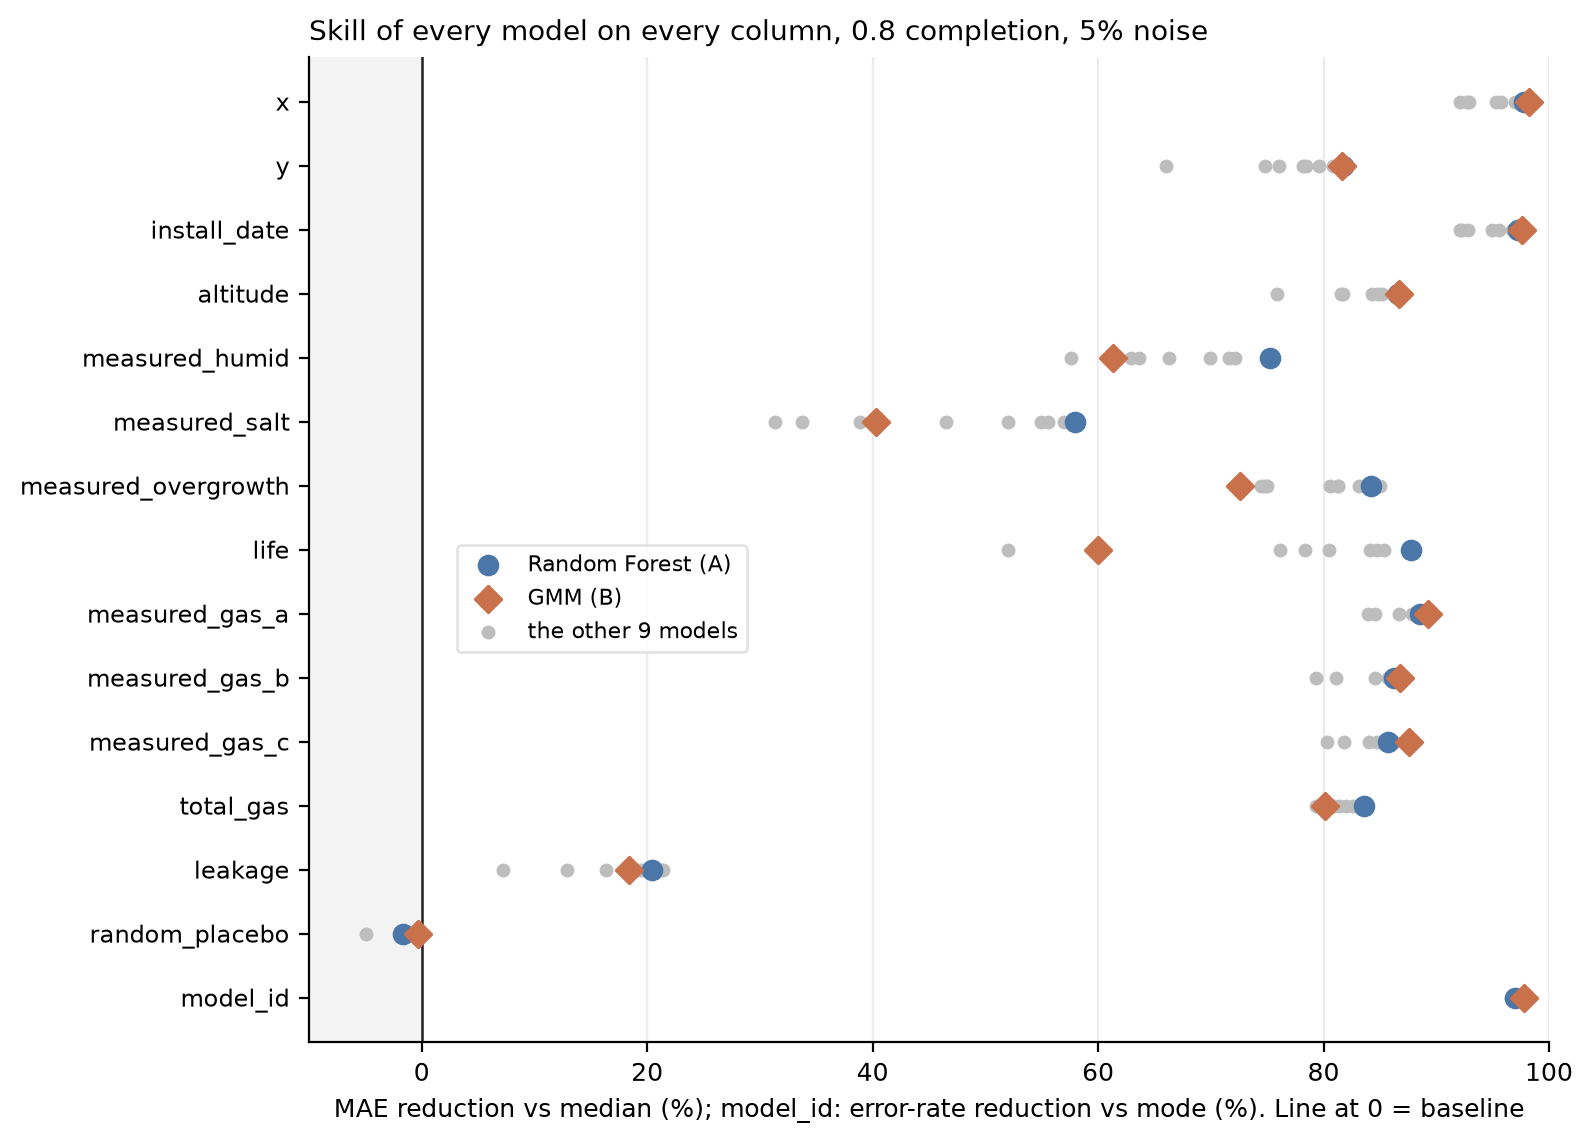 Skill of every model on every column, 0.8 completion, 5% noise
x
y
install_date
altitude
measured_humid
measured_salt
measured_overgrowth
life
Random Forest (A)
GMM (B)
the other 9 models
measured_gas_a
measured_gas_b
measured_gas_c
total_gas
leakage
random_placebo
model_id
0 20 40 60 80 100
MAE reduction vs median (%); model_id: error-rate reduction vs mode (%). Line at 0 = baseline